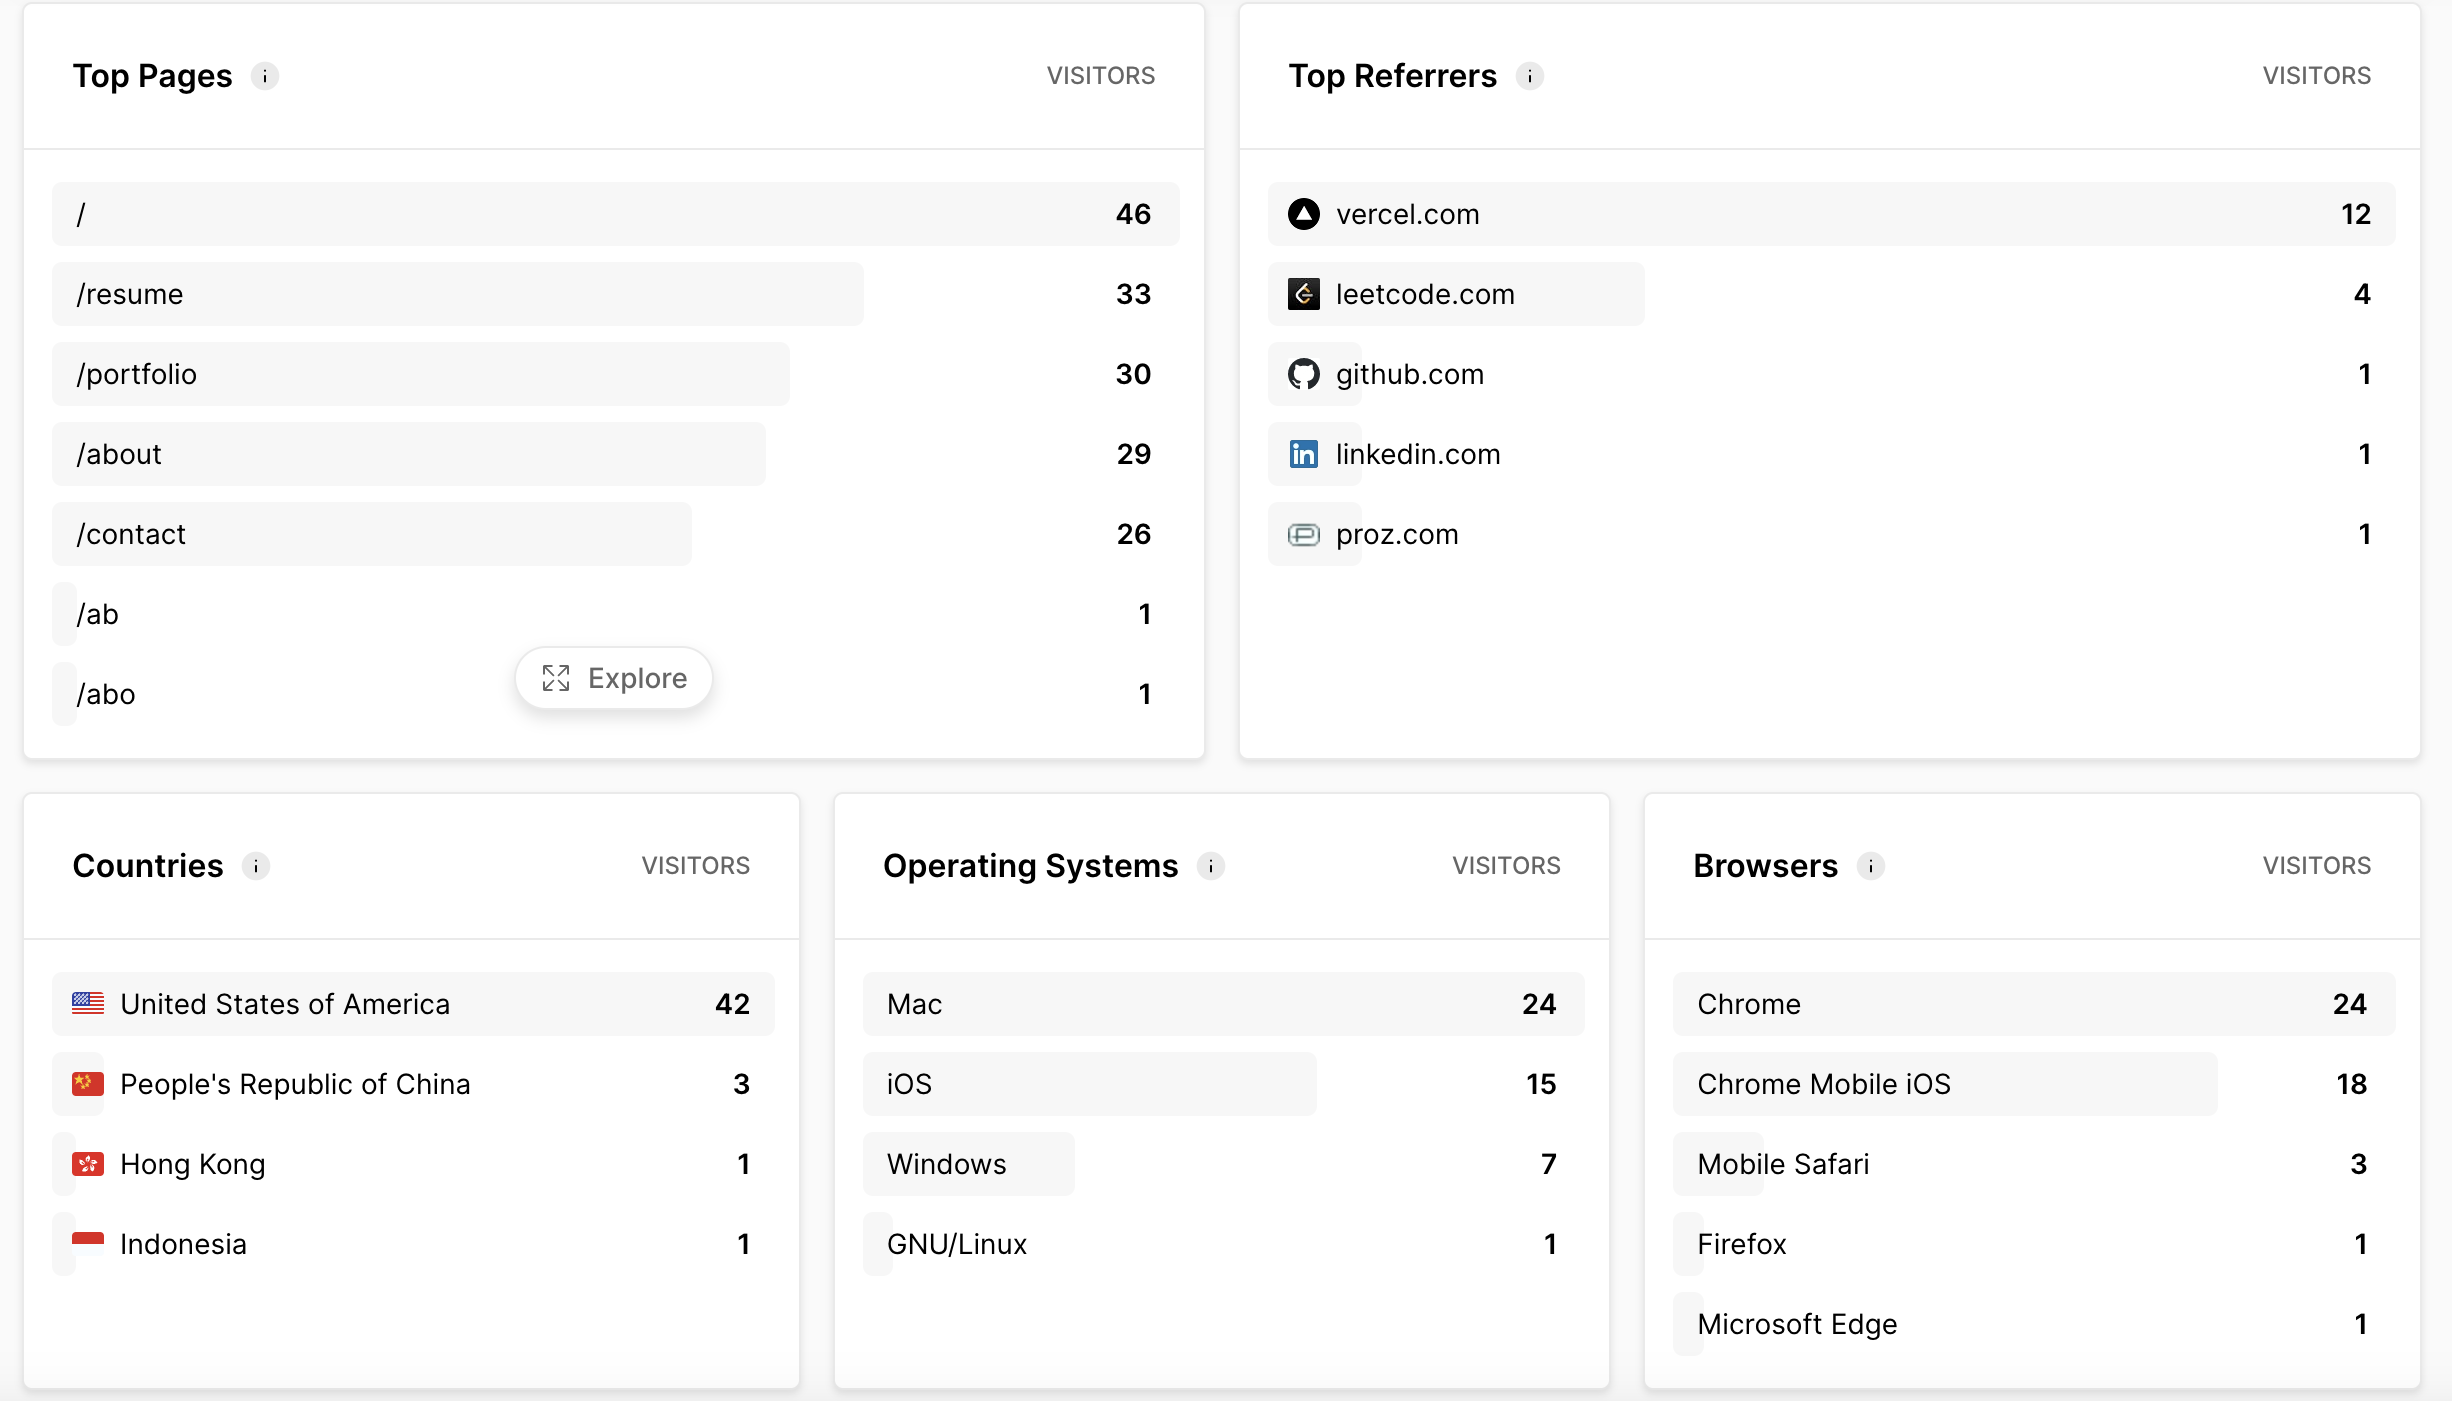 Top Pages i VISITORS
/ 46
/resume 33
/portfolio 30
/about 29
/contact 26
/ab 1
/abo 1
Explore
Top Referrers i VISITORS
vercel.com 12
leetcode.com 4
github.com 1
in linkedin.com 1
proz.com 1
Countries i VISITORS
United States of America 42
People's Republic of China 3
Hong Kong 1
Indonesia 1
Operating Systems i VISITORS
Mac 24
iOS 15
Windows 7
GNU/Linux 1
Browsers i VISITORS
Chrome 24
Chrome Mobile iOS 18
Mobile Safari 3
Firefox 1
Microsoft Edge 1